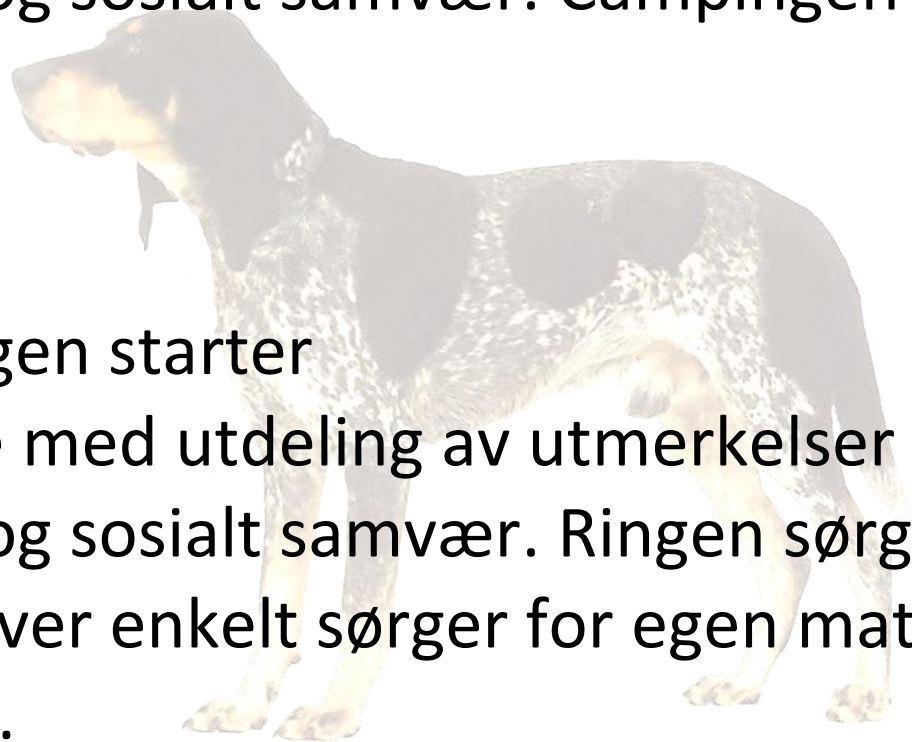 og sosialt samvær. Campingen
gen starter
med utdeling av utmerkelser
og sosialt samvær. Ringen sørg
ver enkelt sørger for egen mat
.